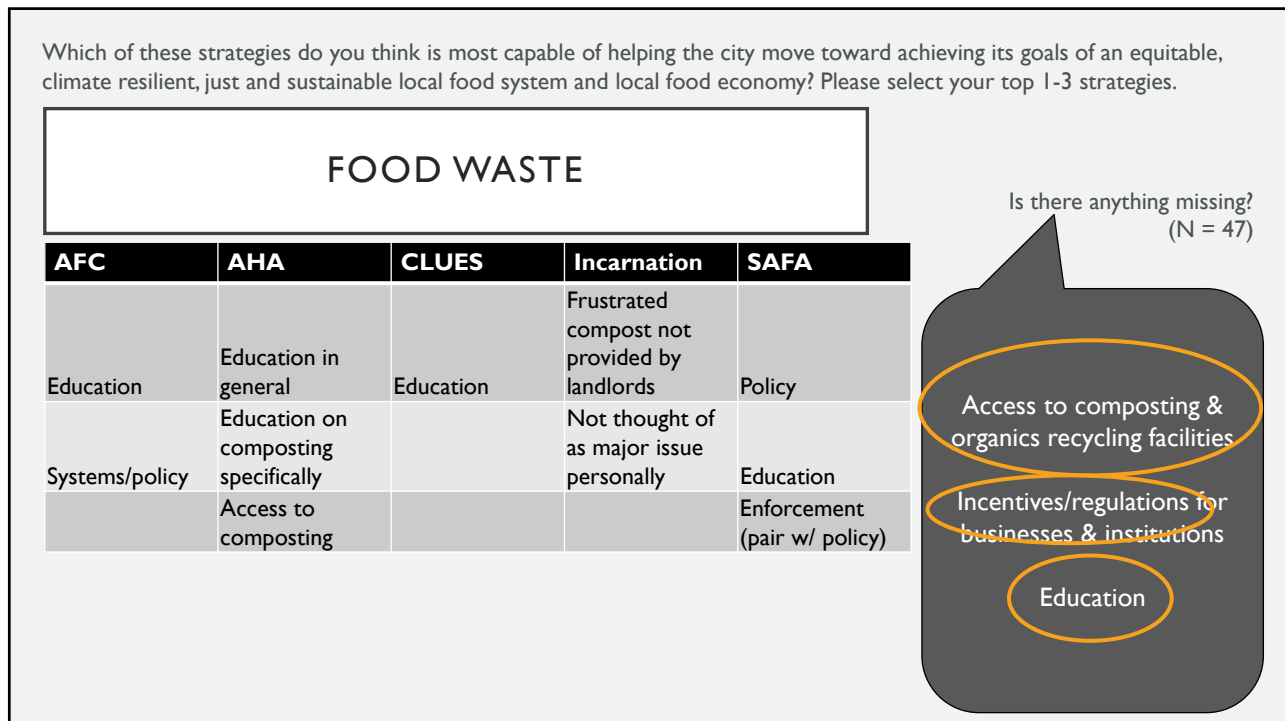 Which of these strategies do you think is most capable of helping the city move toward achieving its goals of an equitable,
climate resilient, just and sustainable local food system and local food economy? Please select your top 1-3 strategies.
FOOD WASTE
Is there anything missing?
(N = 47)
AFC AHA CLUES Incarnation SAFA
Education
Education in
general
Education
Frustrated
compost not
provided by
landlords
Policy
Systems/policy
Education on
composting
specifically
Not thought of
as major issue
personally
Education
Access to
composting
Enforcement
(pair w/ policy)
Access to composting &
organics recycling facilities
Incentives/regulations for
businesses & institutions
Education